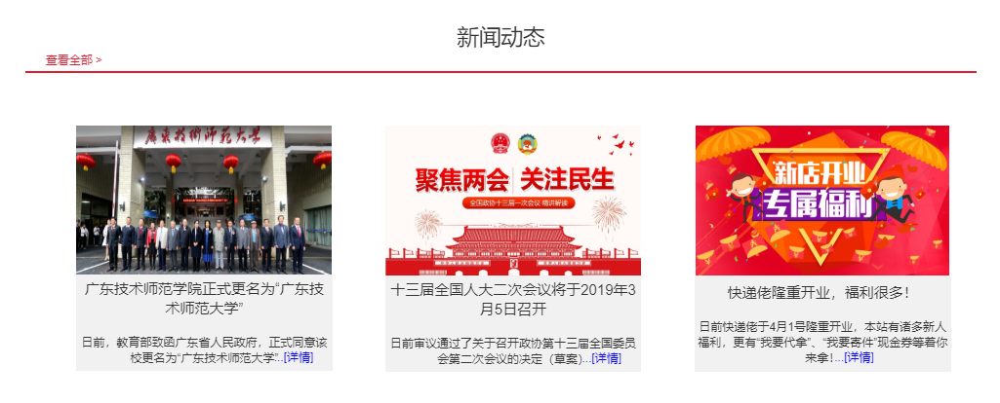 新闻动态
查看全部 >
广东技术师范大学
聚焦两会 关注民生
全国政协十三届一次会议 精讲解读
新店开业
专属福利
广东技术师范学院正式更名为“广东技
术师范大学”
十三届全国人大二次会议将于2019年3
月5日召开
快递佬隆重开业，福利很多！
日前，教育部致函广东省人民政府，正式同意该
校更名为“广东技术师范大学”...[详情]
日前审议通过了关于召开政协第十三届全国委员
会第二次会议的决定（草案）...[详情]
日前快递佬于4月1号隆重开业，本站有诸多新人
福利，更有“我要代拿”、“我要寄件”现金券等着你
来拿！...[详情]